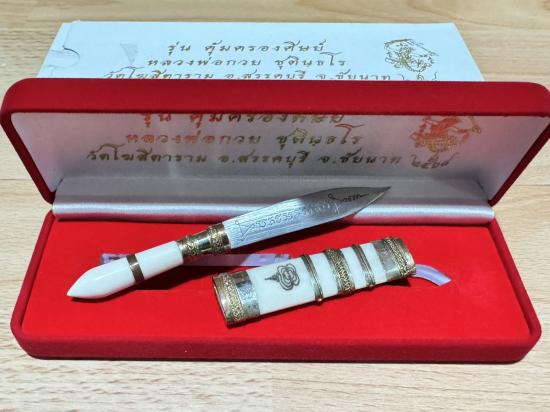 รุ่น คุ้มครองศิษย์
หลวงพ่อกวย ชุตินฺธโร
วัดโฆสิตาราม อ.สรรคบุรี จ.ชัยนาท
รุ่น คุ้มครองศิษย์
หลวงพ่อกวย ชุตินฺธโร
วัดโฆสิตาราม อ.สรรคบุรี จ.ชัยนาท ๒๕๖๗